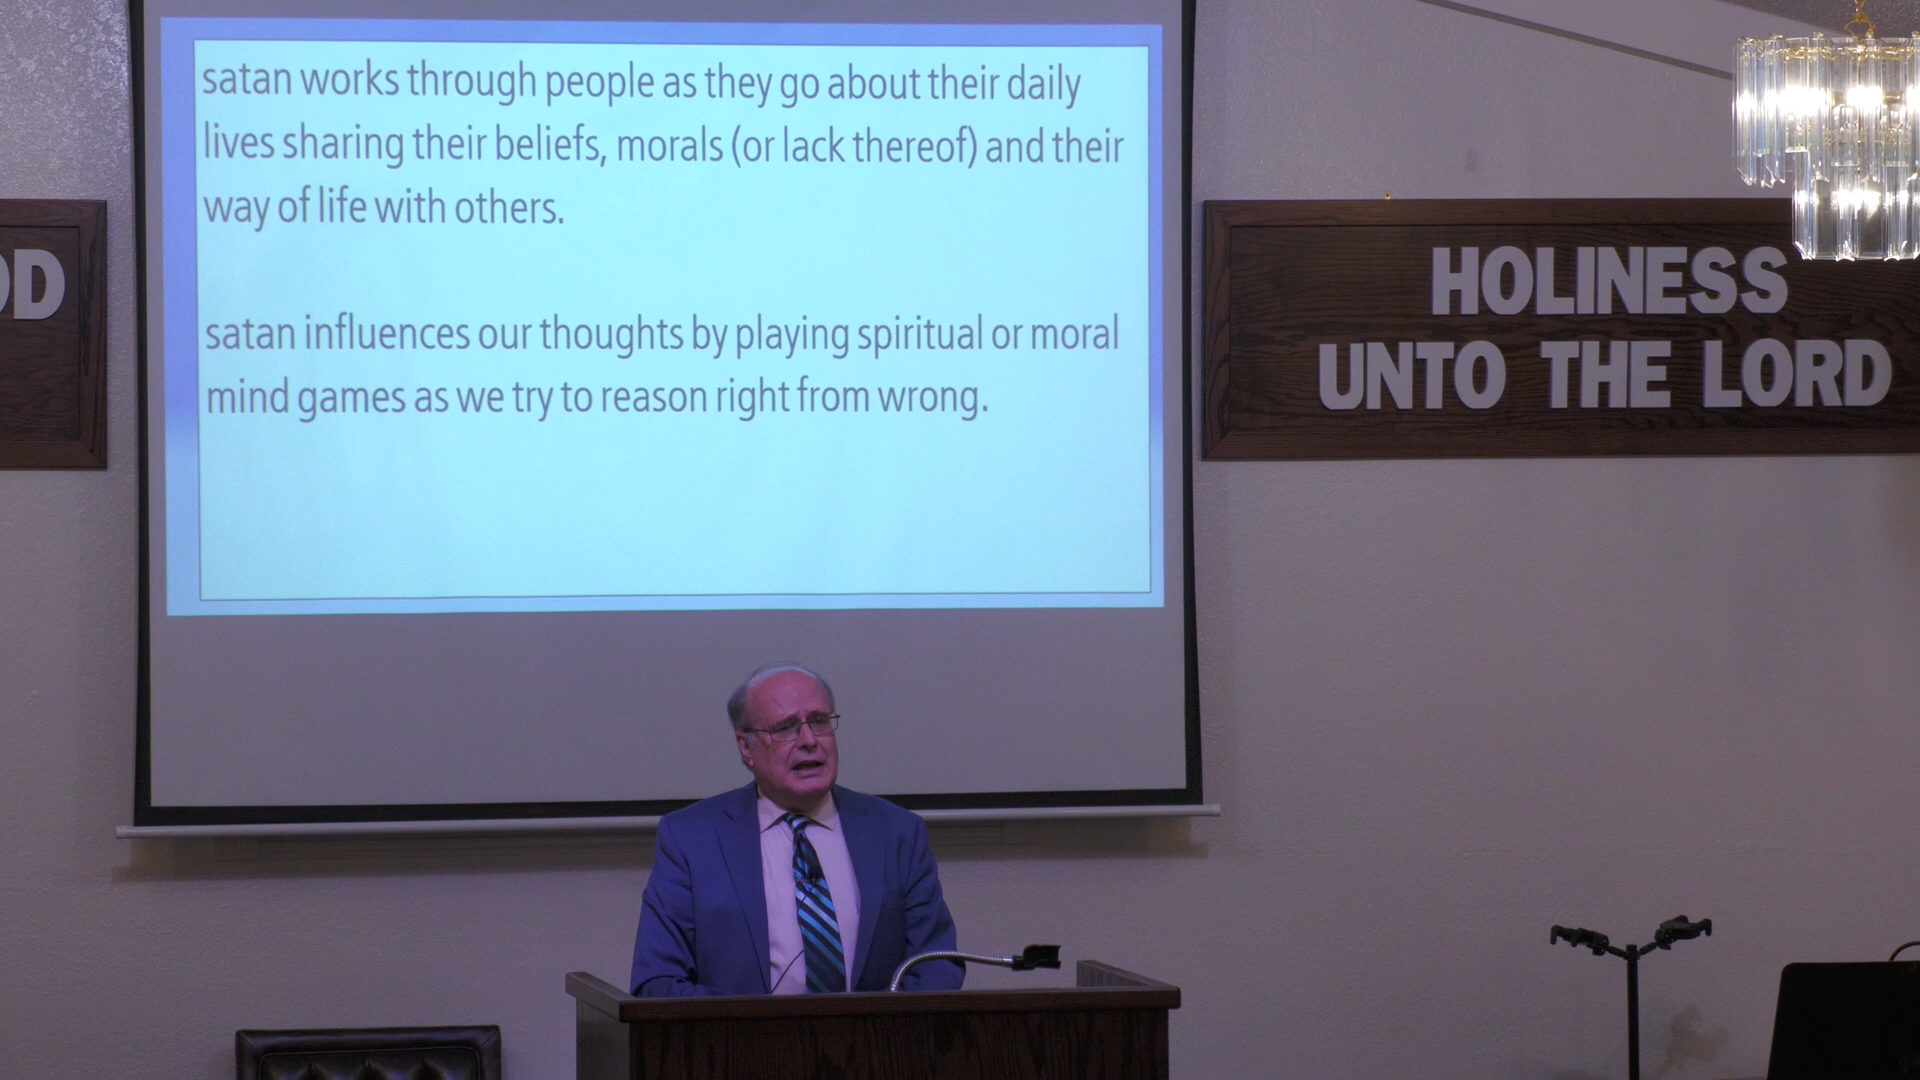 satan works through people as they go about their daily
lives sharing their beliefs, morals (or lack thereof) and their
way of life with others.
satan influences our thoughts by playing spiritual or moral
mind games as we try to reason right from wrong.
HOLINESS
UNTO THE LORD